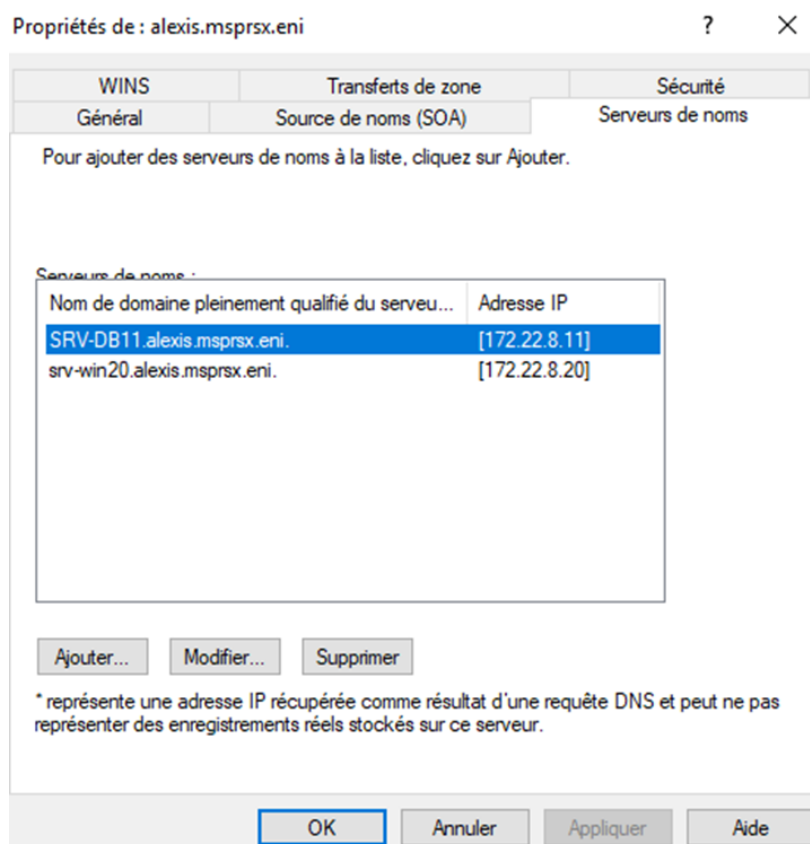 Propriétés de : alexis.msprsx.eni ? ×
WINS Transferts de zone Sécurité
Général Source de noms (SOA) Serveurs de noms
Pour ajouter des serveurs de noms à la liste, cliquez sur Ajouter.
Serveurs de noms :
Nom de domaine pleinement qualifié du serveu... Adresse IP
SRV-DB11.alexis.msprsx.eni. [172.22.8.11]
srv-win20.alexis.msprsx.eni. [172.22.8.20]
Ajouter... Modifier... Supprimer
* représente une adresse IP récupérée comme résultat d'une requête DNS et peut ne pas
représenter des enregistrements réels stockés sur ce serveur.
OK Annuler Appliquer Aide